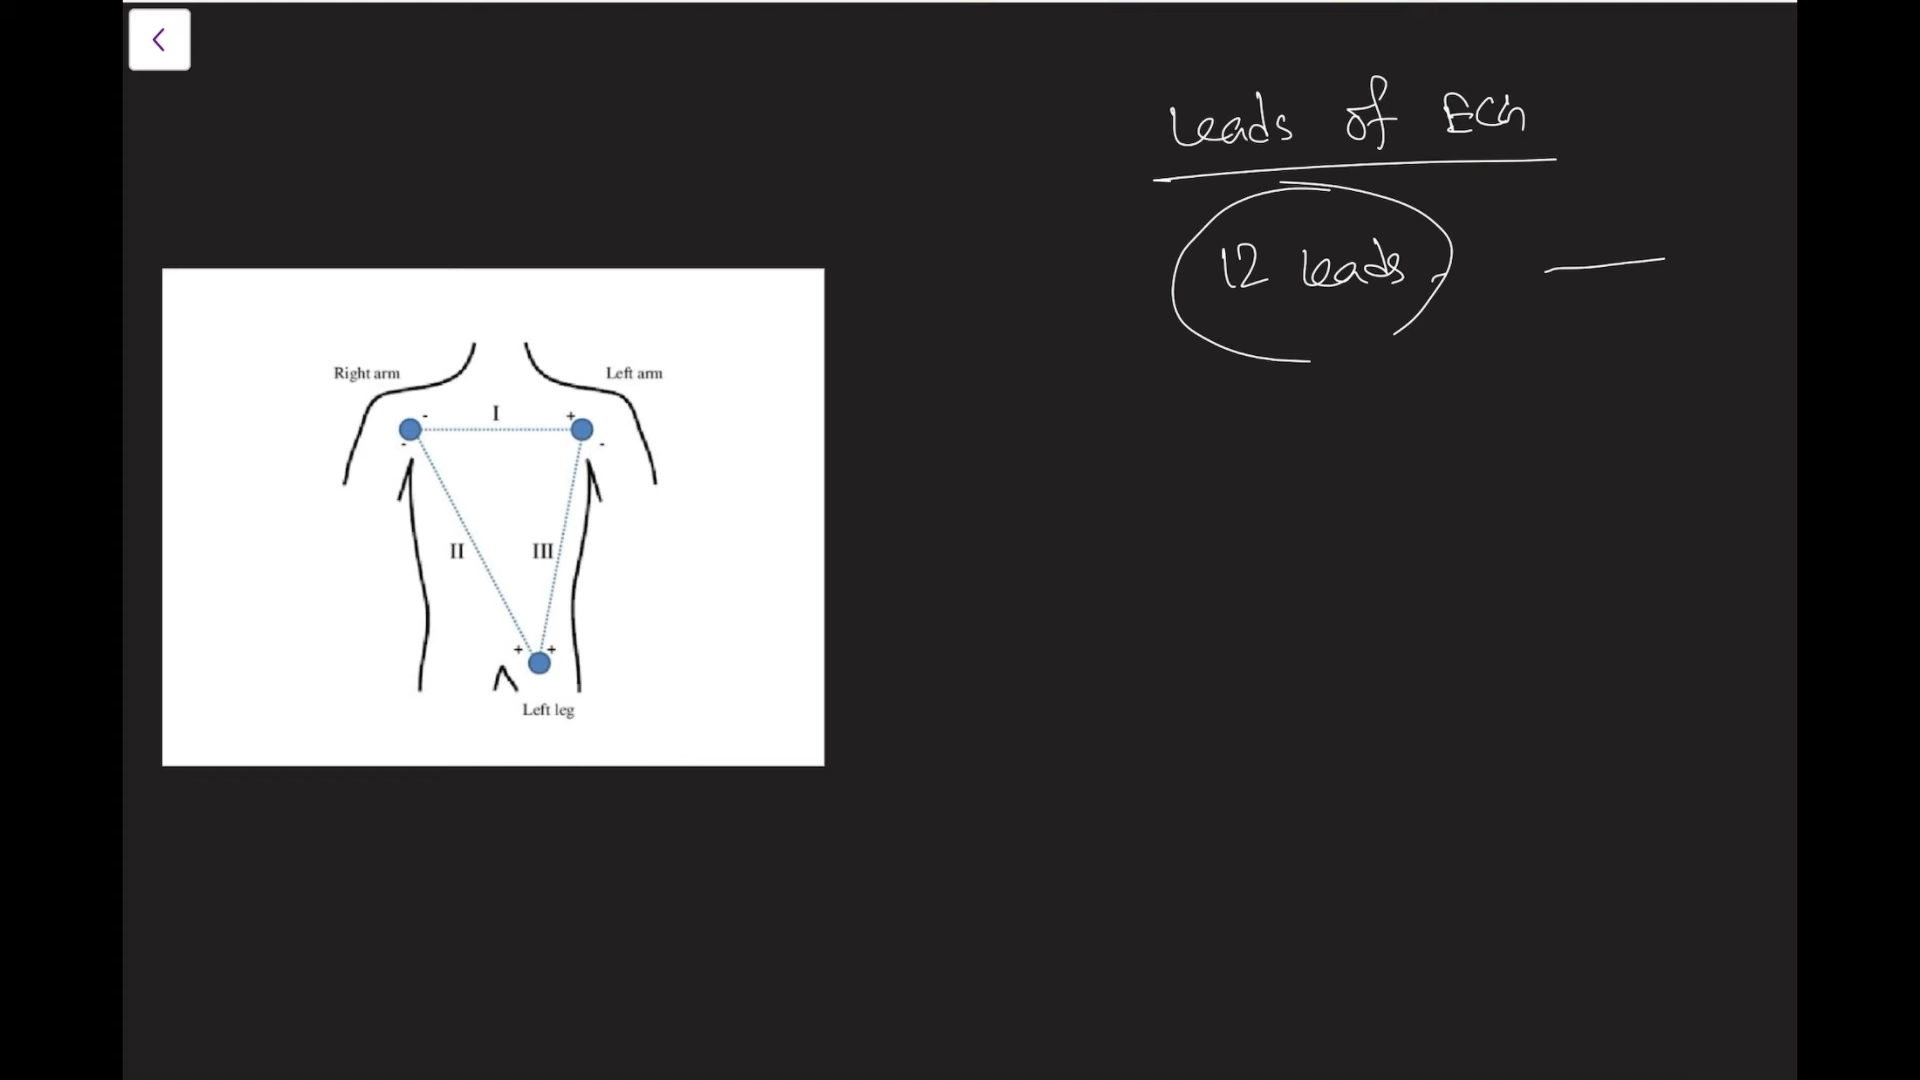 Leads of ECG
12 leads
Right arm
Left arm
- I +
- -
II III
+ +
Left leg